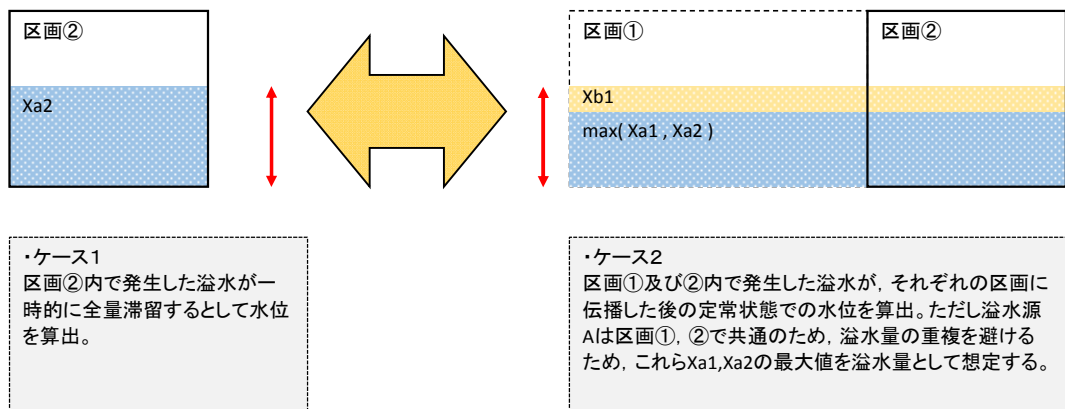 区画②
Xa2
区画①
区画②
Xb1
max( Xa1 , Xa2 )
・ケース1
区画②内で発生した溢水が一
時的に全量滞留するとして水位
を算出。
・ケース2
区画①及び②内で発生した溢水が，それぞれの区画に
伝播した後の定常状態での水位を算出。ただし溢水源
Aは区画①，②で共通のため，溢水量の重複を避ける
ため，これらXa1,Xa2の最大値を溢水量として想定する。